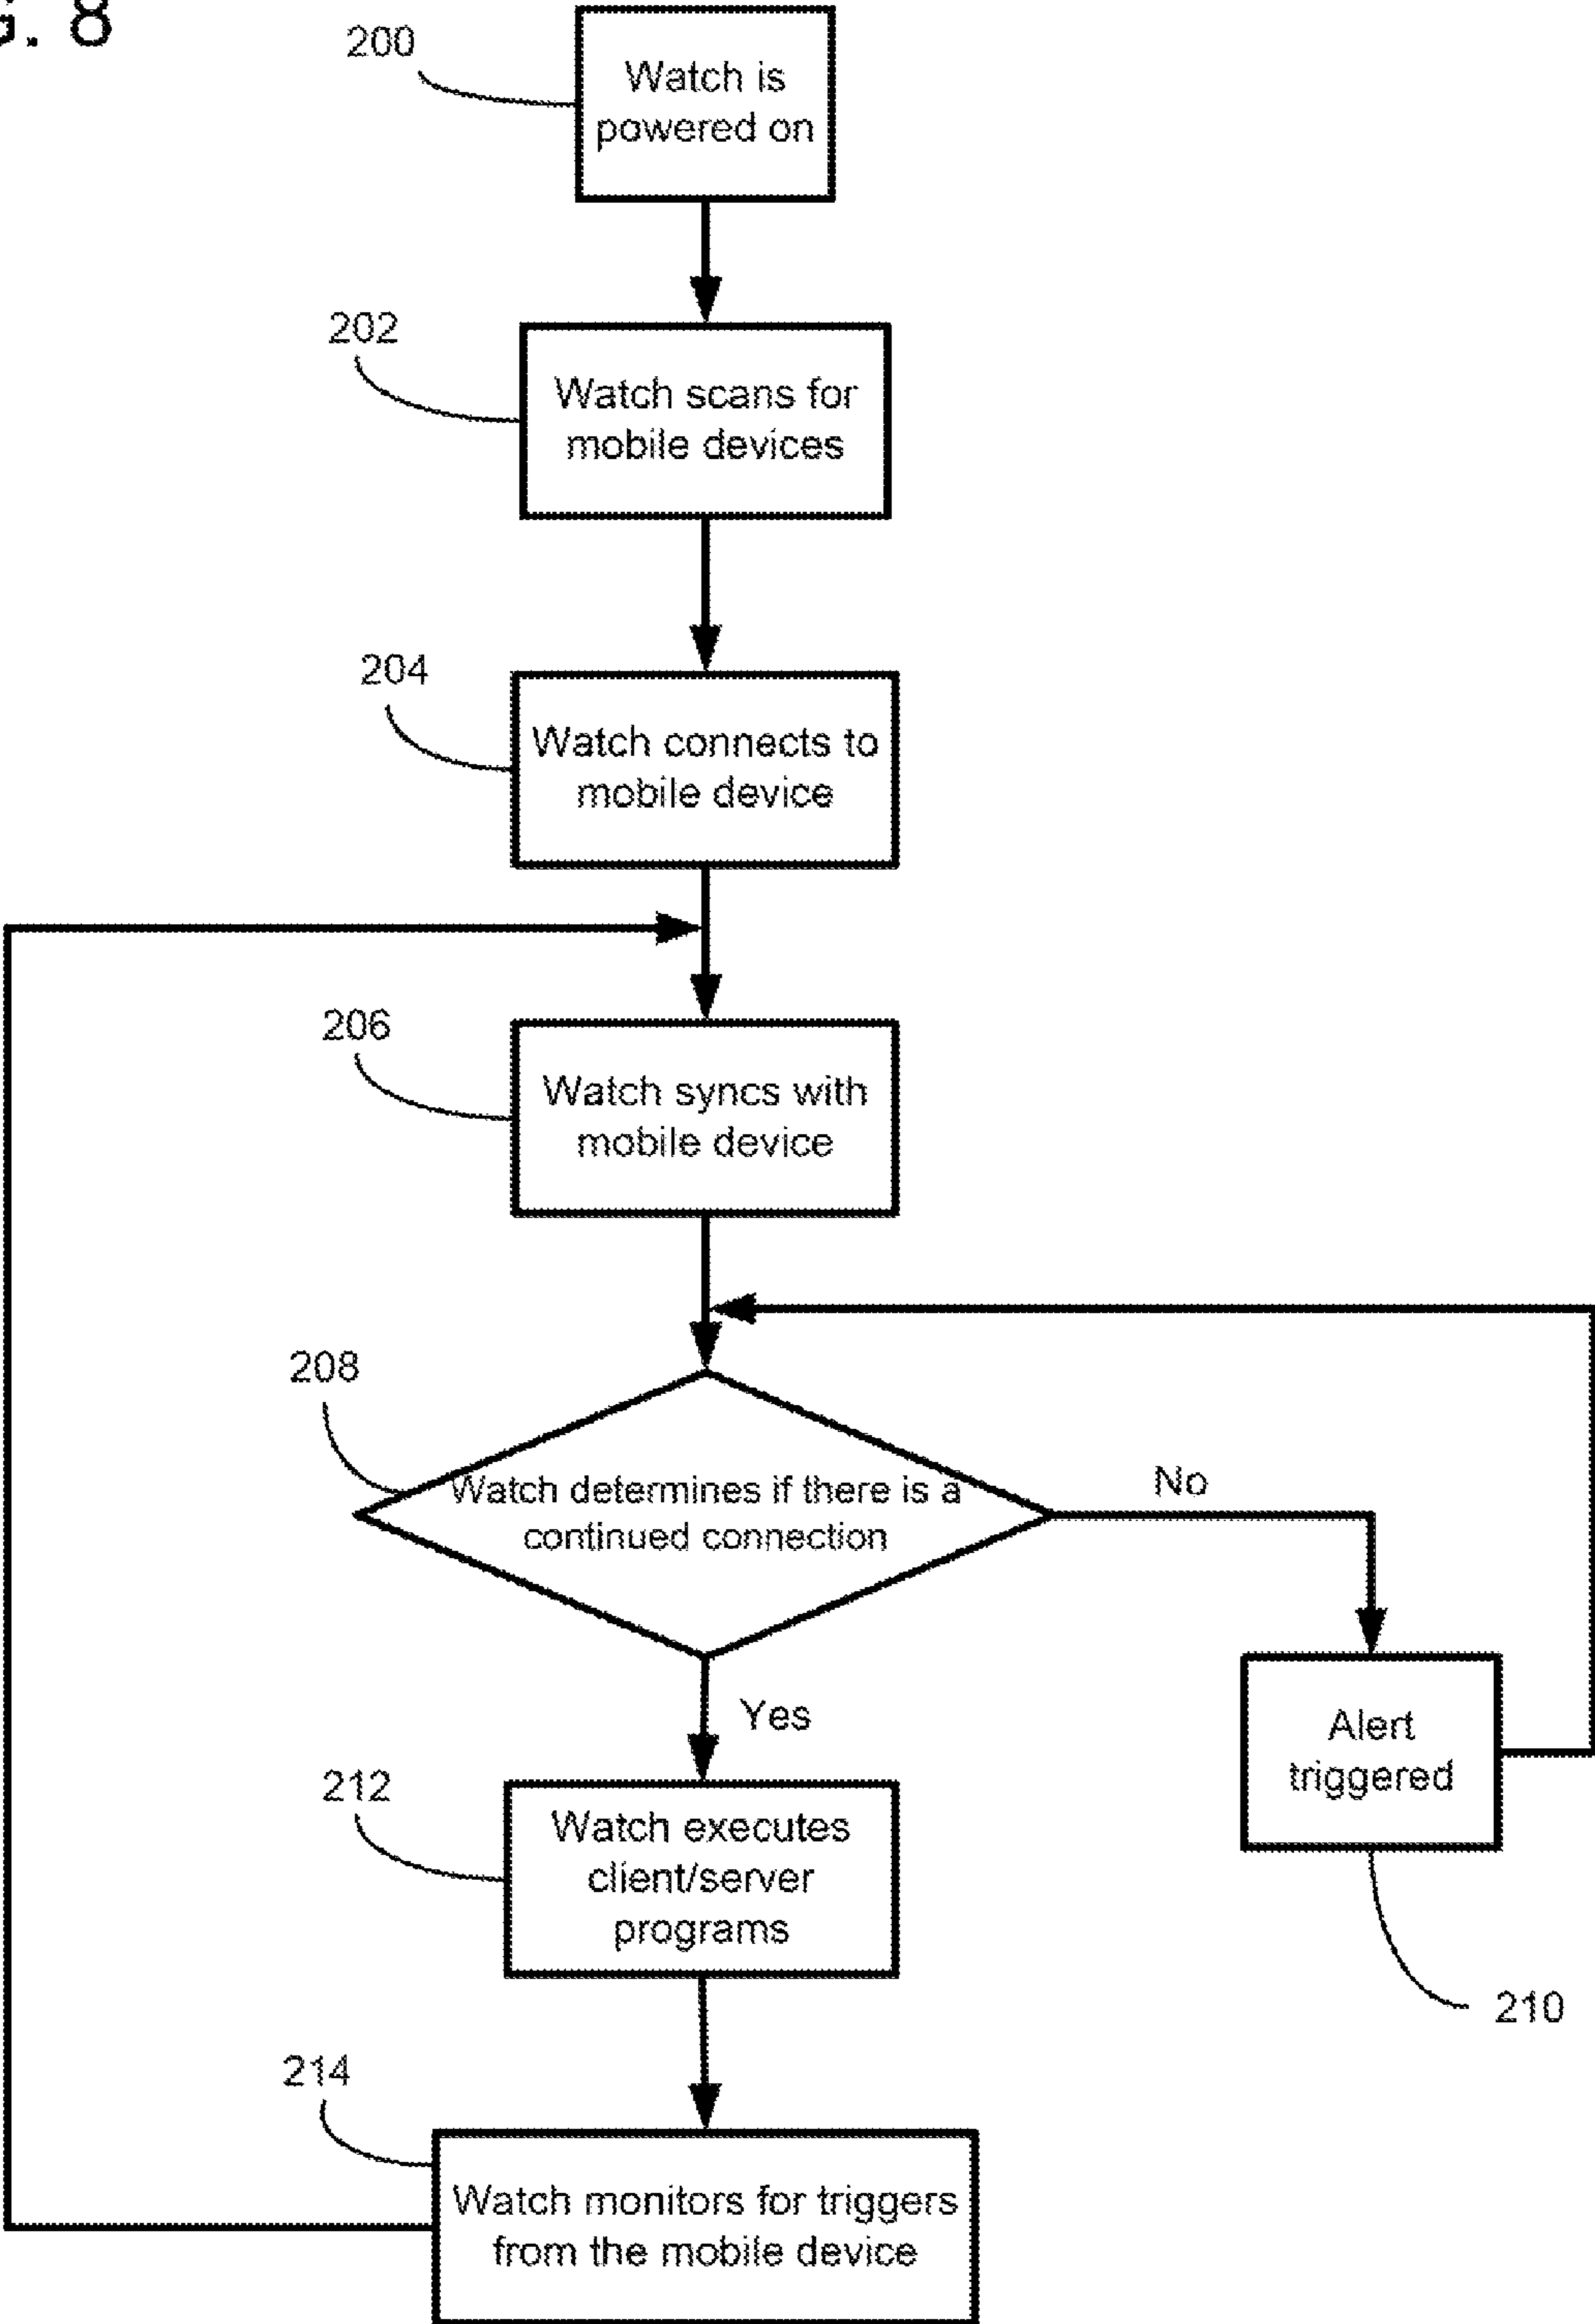 G. 8
200
Watch is
powered on
202
Watch scans for
mobile devices
204
Watch connects to
mobile device
206
Watch syncs with
mobile device
208
Watch determines if there is a
continued connection
No
Yes
Alert
triggered
210
212
Watch executes
client/server
programs
214
Watch monitors for triggers
from the mobile device